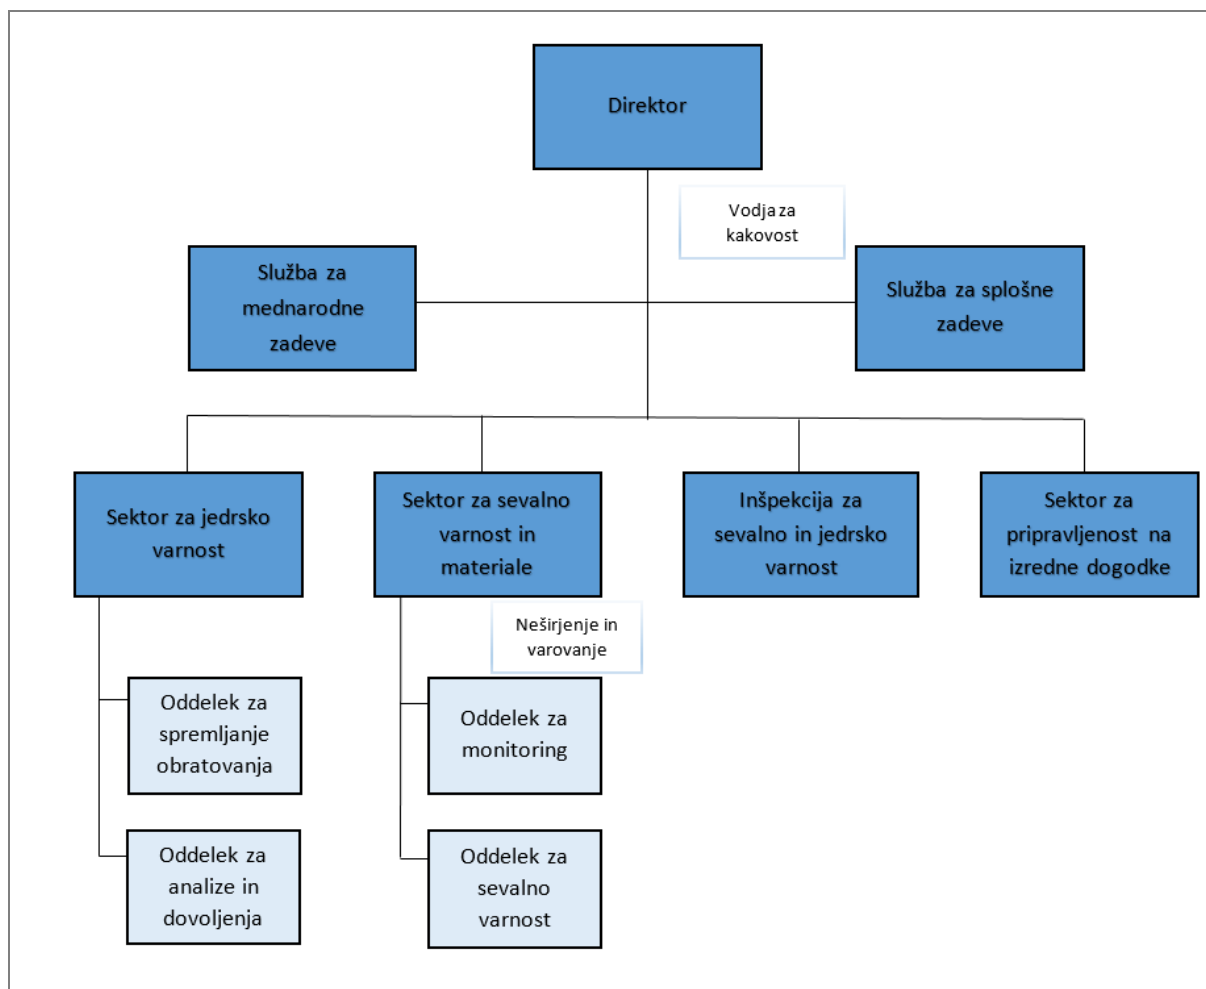 Direktor
Vodja za
kakovost
Služba za
mednarodne
zadeve
Služba za splošne
zadeve
Sektor za jedrsko
varnost
Sektor za sevalno
varnost in
materiale
Inšpekcija za
sevalno in jedrsko
varnost
Sektor za
pripravljenost na
izredne dogodke
Neširjenje in
varovanje
Oddelek za
spremljanje
obratovanja
Oddelek za
monitoring
Oddelek za
analize in
dovoljenja
Oddelek za
sevalno
varnost